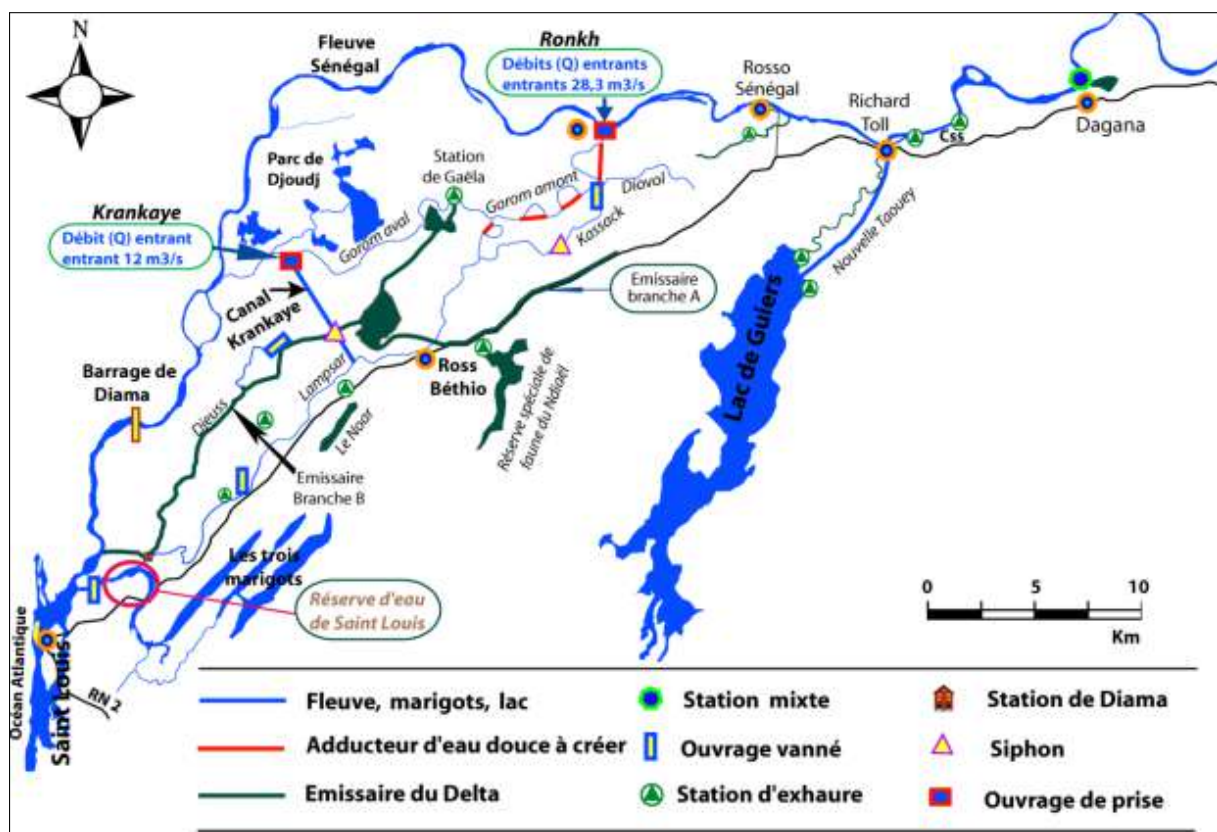 N
Fleuve
Sénégal
Ronkh
Débits (Q) entrants
entrants 28,3 m3/s
Rosso
Sénégal
Richard
Toll
Css
Dagana
Parc de
Djoudj
Station
de Gaëla
Garom amont
Diovol
Krankaye
Débit (Q) entrant
entrant 12 m3/s
Garom aval
Kassack
Nouvelle Taouey
Canal
Krankaye
Emissaire
branche A
Lac de Guiers
Barrage de
Diama
Lampsar
Ross
Béthio
Djeuss
Le Noar
Réserve spéciale de
faune du Ndiaël
Emissaire
Branche B
Les trois
marigots
Réserve d'eau
de Saint Louis
0 5 10
Km
Océan Atlantique
Saint Louis
RN 2
Fleuve, marigots, lac
Station mixte
Station de Diama
Adducteur d'eau douce à créer
Ouvrage vanné
Siphon
Emissaire du Delta
Station d'exhaure
Ouvrage de prise